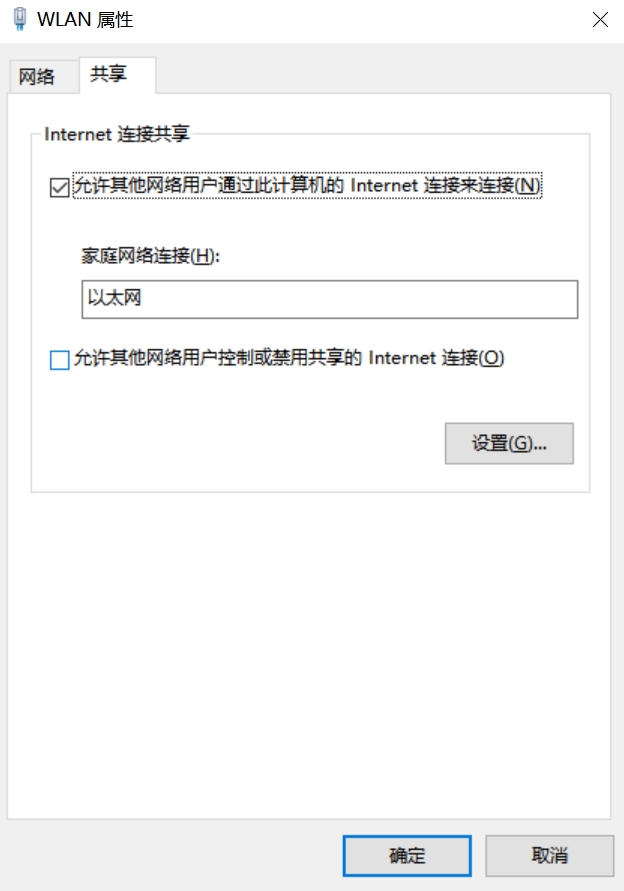 WLAN 属性
网络 共享
Internet 连接共享
允许其他网络用户通过此计算机的 Internet 连接来连接(N)
家庭网络连接(H):
以太网
允许其他网络用户控制或禁用共享的 Internet 连接(O)
设置(G)...
确定 取消